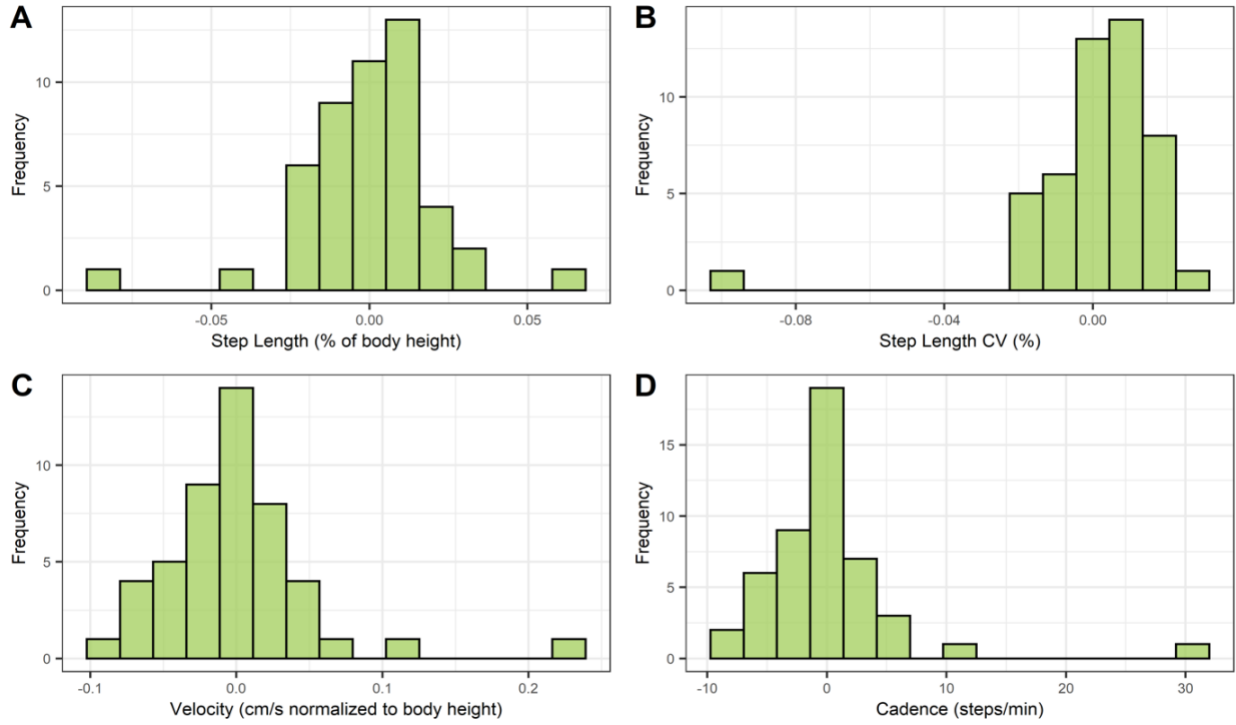 A
B
Frequency
10
5
0
-0.05
0.00
0.05
Step Length (% of body height)
Frequency
10
5
0
-0.08
-0.04
0.00
Step Length CV (%)
C
D
Frequency
10
5
0
-0.1
0.0
0.1
0.2
Velocity (cm/s normalized to body height)
Frequency
15
10
5
0
-10
0
10
20
30
Cadence (steps/min)